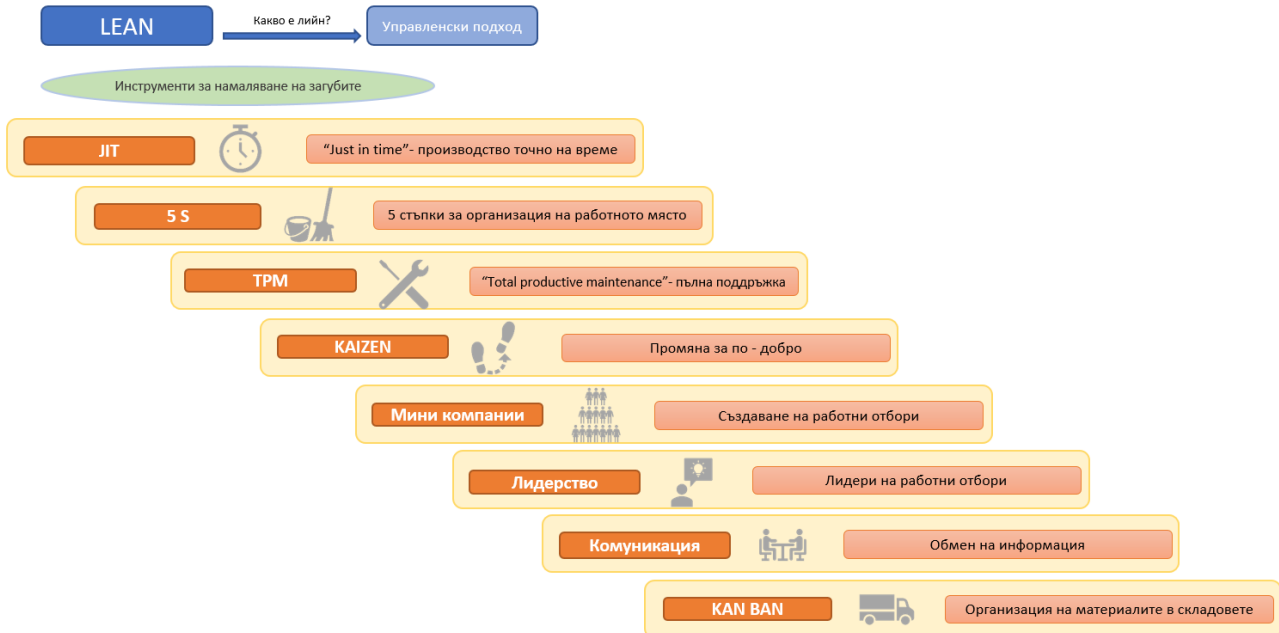 LEAN
Какво е лийн?
Управленски подход
Инструменти за намаляване на загубите
JIT
“Just in time”- производство точно на време
5 S
5 стъпки за организация на работното място
TPM
“Total productive maintenance”- пълна поддръжка
KAIZEN
Промяна за по - добро
Мини компании
Създаване на работни отбори
Лидерство
Лидери на работни отбори
Комуникация
Обмен на информация
KAN BAN
Организация на материалите в складовете